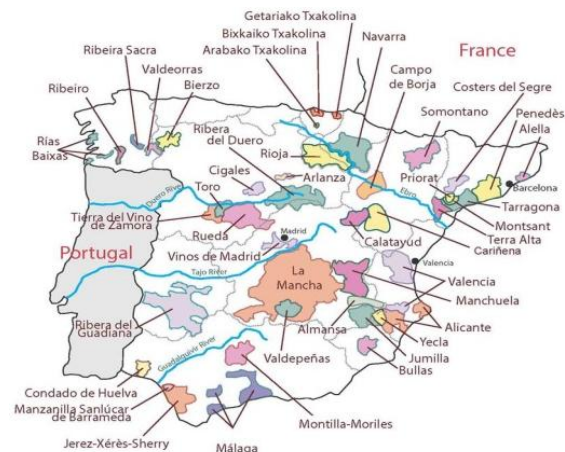 Getariako Txakolina
Bixkaiko Txakolina
Arabako Txakolina
Navarra
France
Ribeira Sacra
Valdeorras
Bierzo
Ribeiro
Campo
de Borja
Costers del Segre
Somontano
Penedès
Alella
Rías
Baixas
Ribera
del Duero
Rioja
Cigales
Arlanza
Priorat
Ebro
Barcelona
Tarragona
Montsant
Terra Alta
Duero River
Toro
Tierra del Vino
de Zamora
Rueda
Madrid
Calatayud
Cariñena
Portugal
Vinos de Madrid
Tajo River
Valencia
La
Mancha
Valencia
Manchuela
Ribera del
Guadiana
Almansa
Alicante
Yecla
Valdepeñas
Jumilla
Bullas
Guadalquivir River
Condado de Huelva
Manzanilla Sanlúcar
de Barrameda
Montilla-Moriles
Jerez-Xérès-Sherry
Málaga